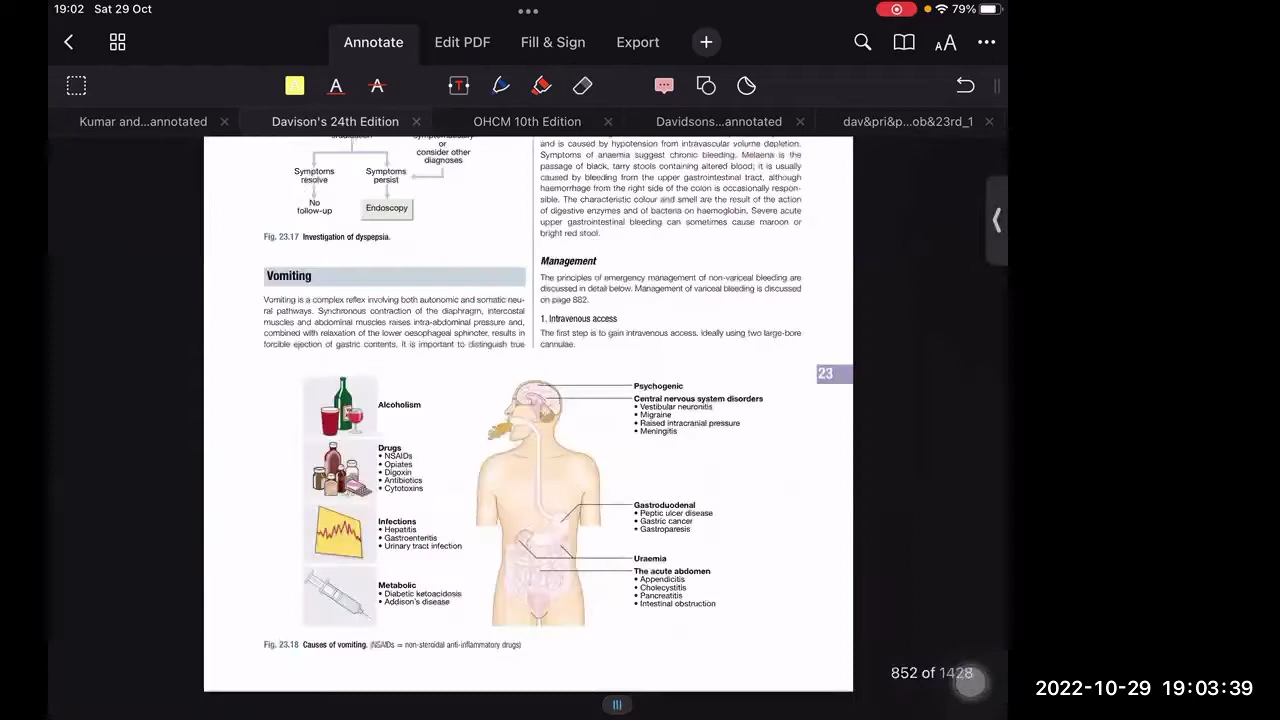 19:02 Sat 29 Oct
79%
Annotate Edit PDF Fill & Sign Export
AA
A A A T
Kumar and...annotated × Davison's 24th Edition × OHCM 10th Edition × Davidsons...annotated × dav&pri&p...ob&23rd_1 ×
or
consider other
diagnoses
Symptoms
resolve
Symptoms
persist
No
follow-up
Endoscopy
Fig. 23.17 Investigation of dyspepsia.
Vomiting
Vomiting is a complex reflex involving both autonomic and somatic neu-
ral pathways. Synchronous contraction of the diaphragm, intercostal
muscles and abdominal muscles raises intra-abdominal pressure and,
combined with relaxation of the lower oesophageal sphincter, results in
forcible ejection of gastric contents. It is important to distinguish true
and is caused by hypotension from intravascular volume depletion.
Symptoms of anaemia suggest chronic bleeding. Melaena is the
passage of black, tarry stools containing altered blood; it is usually
caused by bleeding from the upper gastrointestinal tract, although
haemorrhage from the right side of the colon is occasionally respon-
sible. The characteristic colour and smell are the result of the action
of digestive enzymes and of bacteria on haemoglobin. Severe acute
upper gastrointestinal bleeding can sometimes cause maroon or
bright red stool.
Management
The principles of emergency management of non-variceal bleeding are
discussed in detail below. Management of variceal bleeding is discussed
on page 882.
1. Intravenous access
The first step is to gain intravenous access, ideally using two large-bore
cannulae.
23
Alcoholism
Drugs
• NSAIDs
• Opiates
• Digoxin
• Antibiotics
• Cytotoxins
Infections
• Hepatitis
• Gastroenteritis
• Urinary tract infection
Metabolic
• Diabetic ketoacidosis
• Addison's disease
Psychogenic
Central nervous system disorders
• Vestibular neuronitis
• Migraine
• Raised intracranial pressure
• Meningitis
Gastroduodenal
• Peptic ulcer disease
• Gastric cancer
• Gastroparesis
Uraemia
The acute abdomen
• Appendicitis
• Cholecystitis
• Pancreatitis
• Intestinal obstruction
Fig. 23.18 Causes of vomiting. (NSAIDs = non-steroidal anti-inflammatory drugs)
852 of 1428
2022-10-29 19:03:39